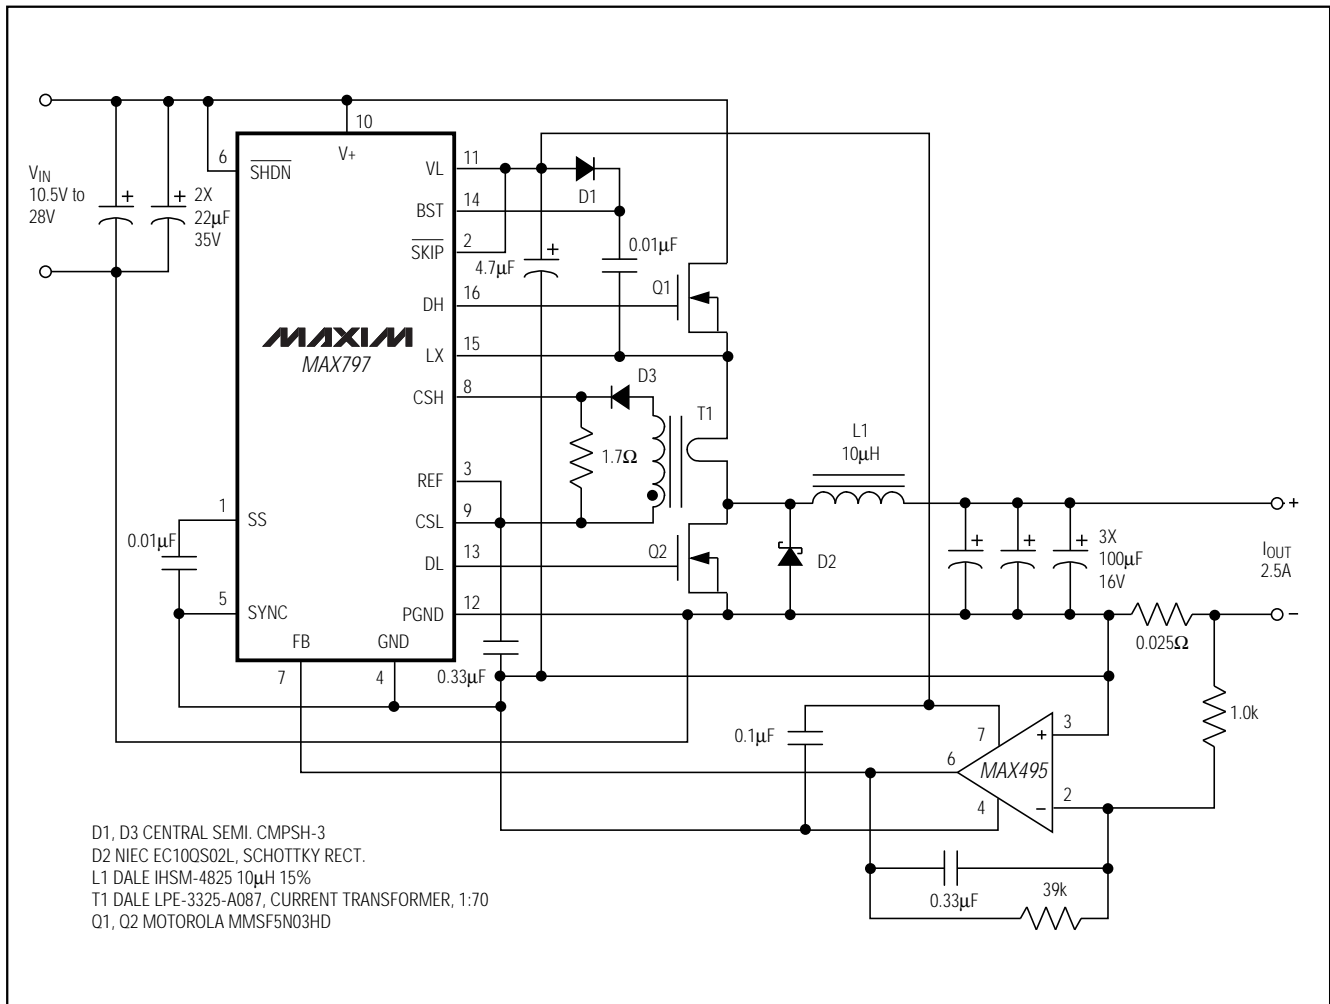 10
V+
6
SHDN
VIN
10.5V to
28V
+
+
2X
22μF
35V
VL
11
D1
BST
14
SKIP
2
4.7μF
+
0.01μF
DH
16
Q1
MAXIM
MAX797
LX
15
CSH
8
D3
T1
1.7Ω
L1
10μH
REF
3
1
SS
CSL
9
0.01μF
DL
13
Q2
D2
+
+
+
3X
100μF
16V
+
IOUT
2.5A
5
SYNC
PGND
12
−
0.025Ω
FB
GND
7
4
0.33μF
1.0k
0.1μF
7
+
3
6
MAX495
4
−
2
0.33μF
39k
D1, D3 CENTRAL SEMI. CMPSH-3
D2 NIEC EC10QS02L, SCHOTTKY RECT.
L1 DALE IHSM-4825 10μH 15%
T1 DALE LPE-3325-A087, CURRENT TRANSFORMER, 1:70
Q1, Q2 MOTOROLA MMSF5N03HD